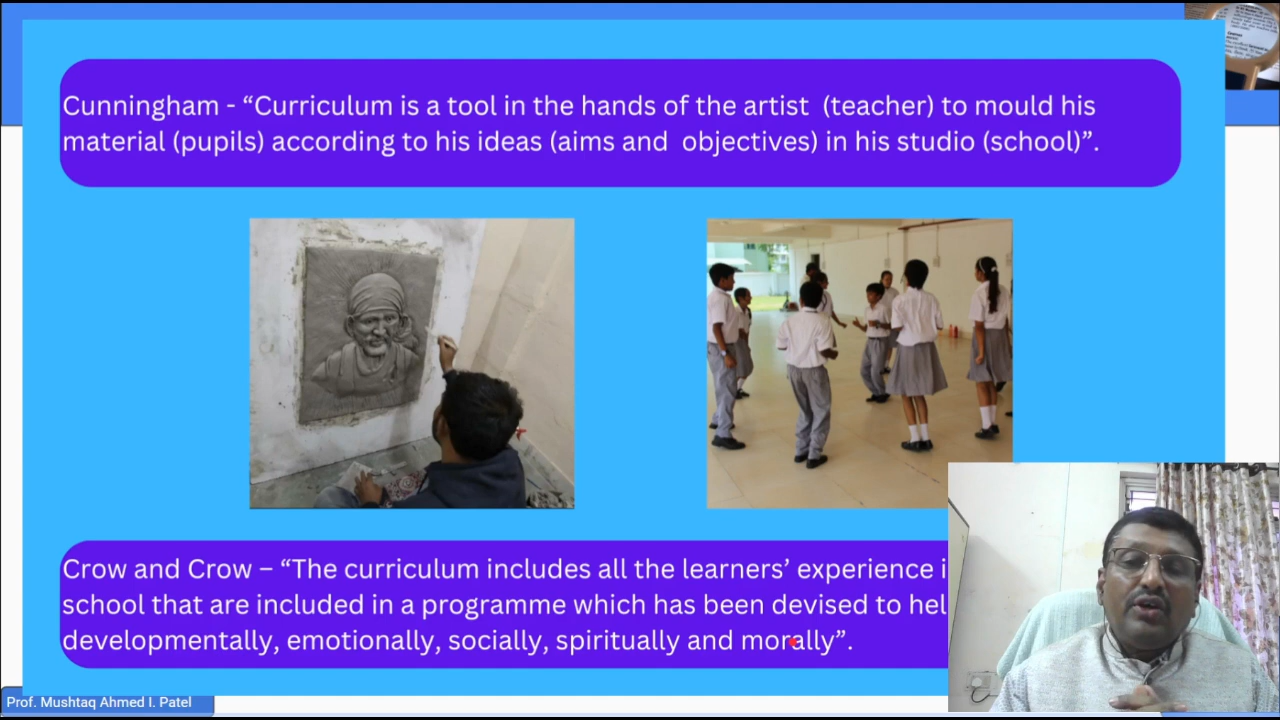 Cunningham - “Curriculum is a tool in the hands of the artist (teacher) to mould his
material (pupils) according to his ideas (aims and objectives) in his studio (school)”.
Crow and Crow – “The curriculum includes all the learners’ experience i
school that are included in a programme which has been devised to hel
developmentally, emotionally, socially, spiritually and morally”.
Prof. Mushtaq Ahmed I. Patel